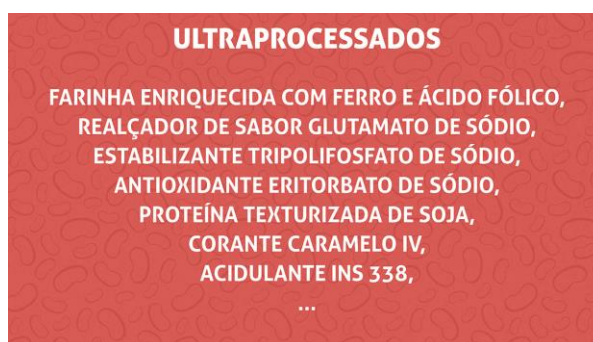 ULTRAPROCESSADOS
FARINHA ENRIQUECIDA COM FERRO E ÁCIDO FÓLICO,
REALÇADOR DE SABOR GLUTAMATO DE SÓDIO,
ESTABILIZANTE TRIPOLIFOSFATO DE SÓDIO,
ANTIOXIDANTE ERITORBATO DE SÓDIO,
PROTEÍNA TEXTURIZADA DE SOJA,
CORANTE CARAMELO IV,
ACIDULANTE INS 338,
...